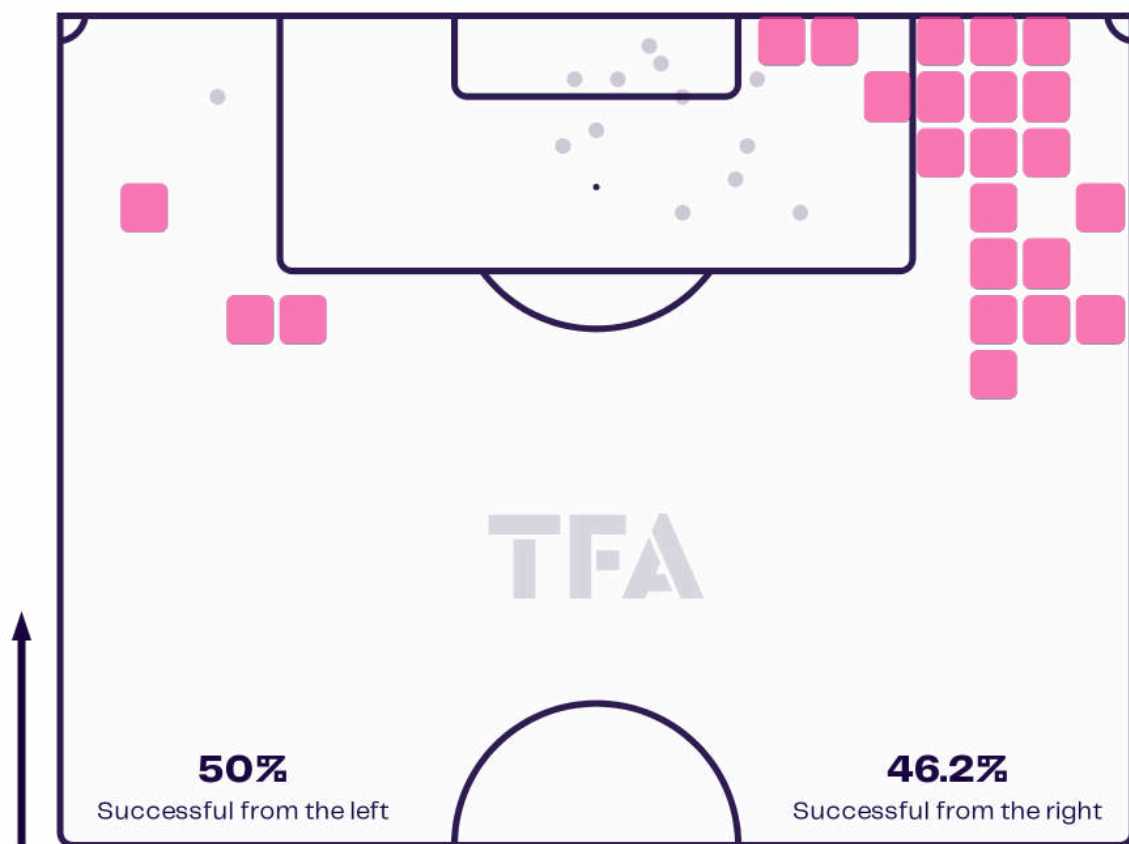 TFA
50%
46.2%
Successful from the left
Successful from the right